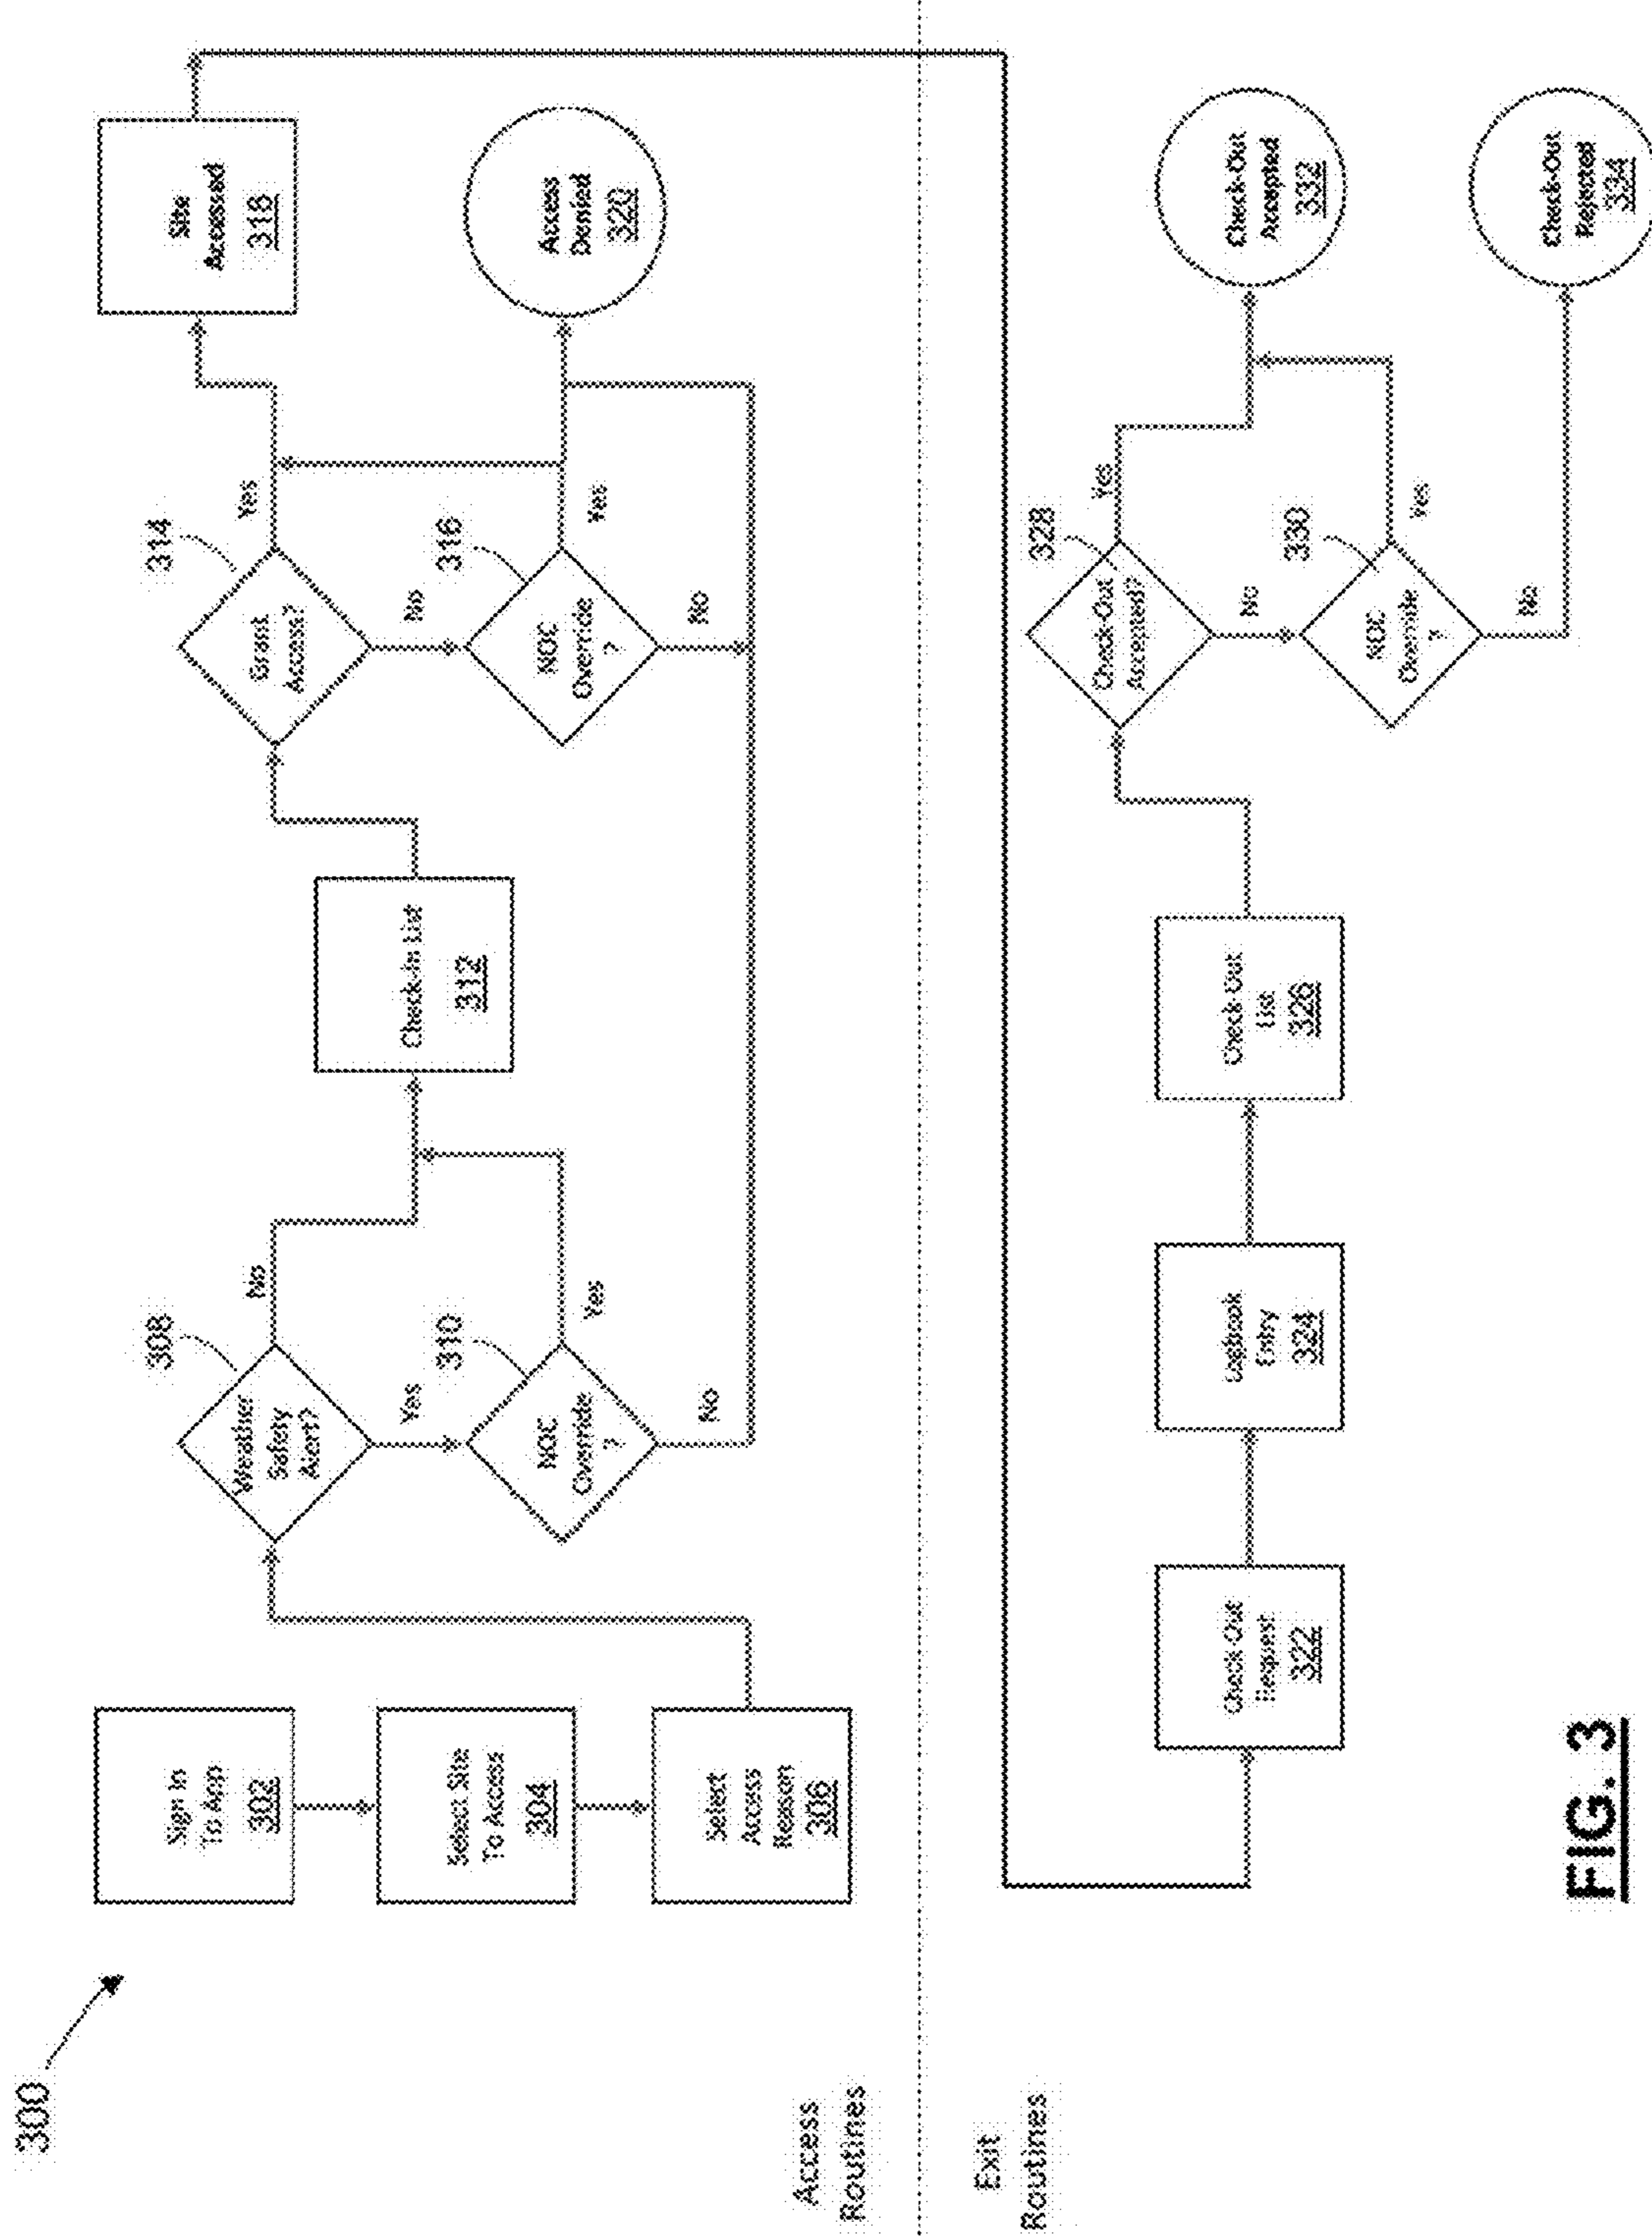 300
Access
Routines
Sign In
To App
302
Select Site
To Access
304
Select
Access
Reason
306
Weather
Safety
Alert?
308
No
Yes
NOC
Override
?
310
Yes
No
Check-In List
312
Grant
Access?
314
Yes
No
NOC
Override
?
316
Yes
No
Site
Accessed
318
Access
Denied
320
Exit
Routines
Check Out
Request
322
Logbook
Entry
324
Check-Out
List
326
Check-Out
Accepted?
328
Yes
No
NOC
Override
?
330
Yes
No
Check-Out
Accepted
332
Check-Out
Rejected
334
FIG. 3